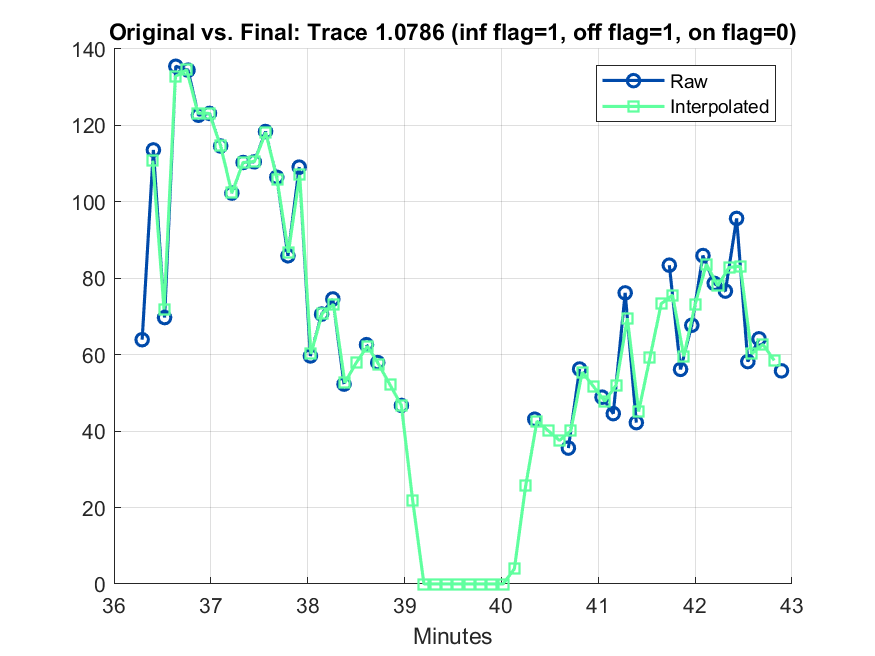 Original vs. Final: Trace 1.0786 (inf flag=1, off flag=1, on flag=0)
140
120
100
80
60
40
20
0
Raw
Interpolated
36 37 38 39 40 41 42 43
Minutes